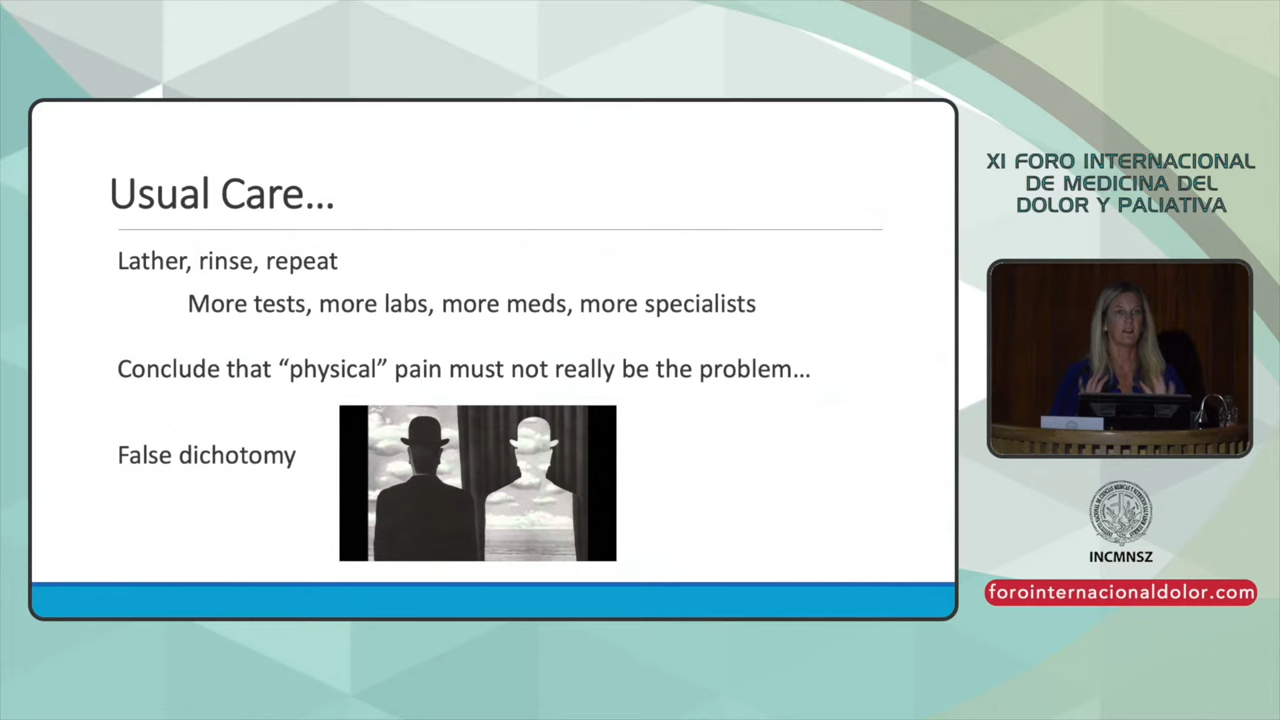 Usual Care...
Lather, rinse, repeat
More tests, more labs, more meds, more specialists
Conclude that “physical” pain must not really be the problem...
False dichotomy
XI FORO INTERNACIONAL
DE MEDICINA DEL
DOLOR Y PALIATIVA
INCMNSZ
forointernacionaldolor.com